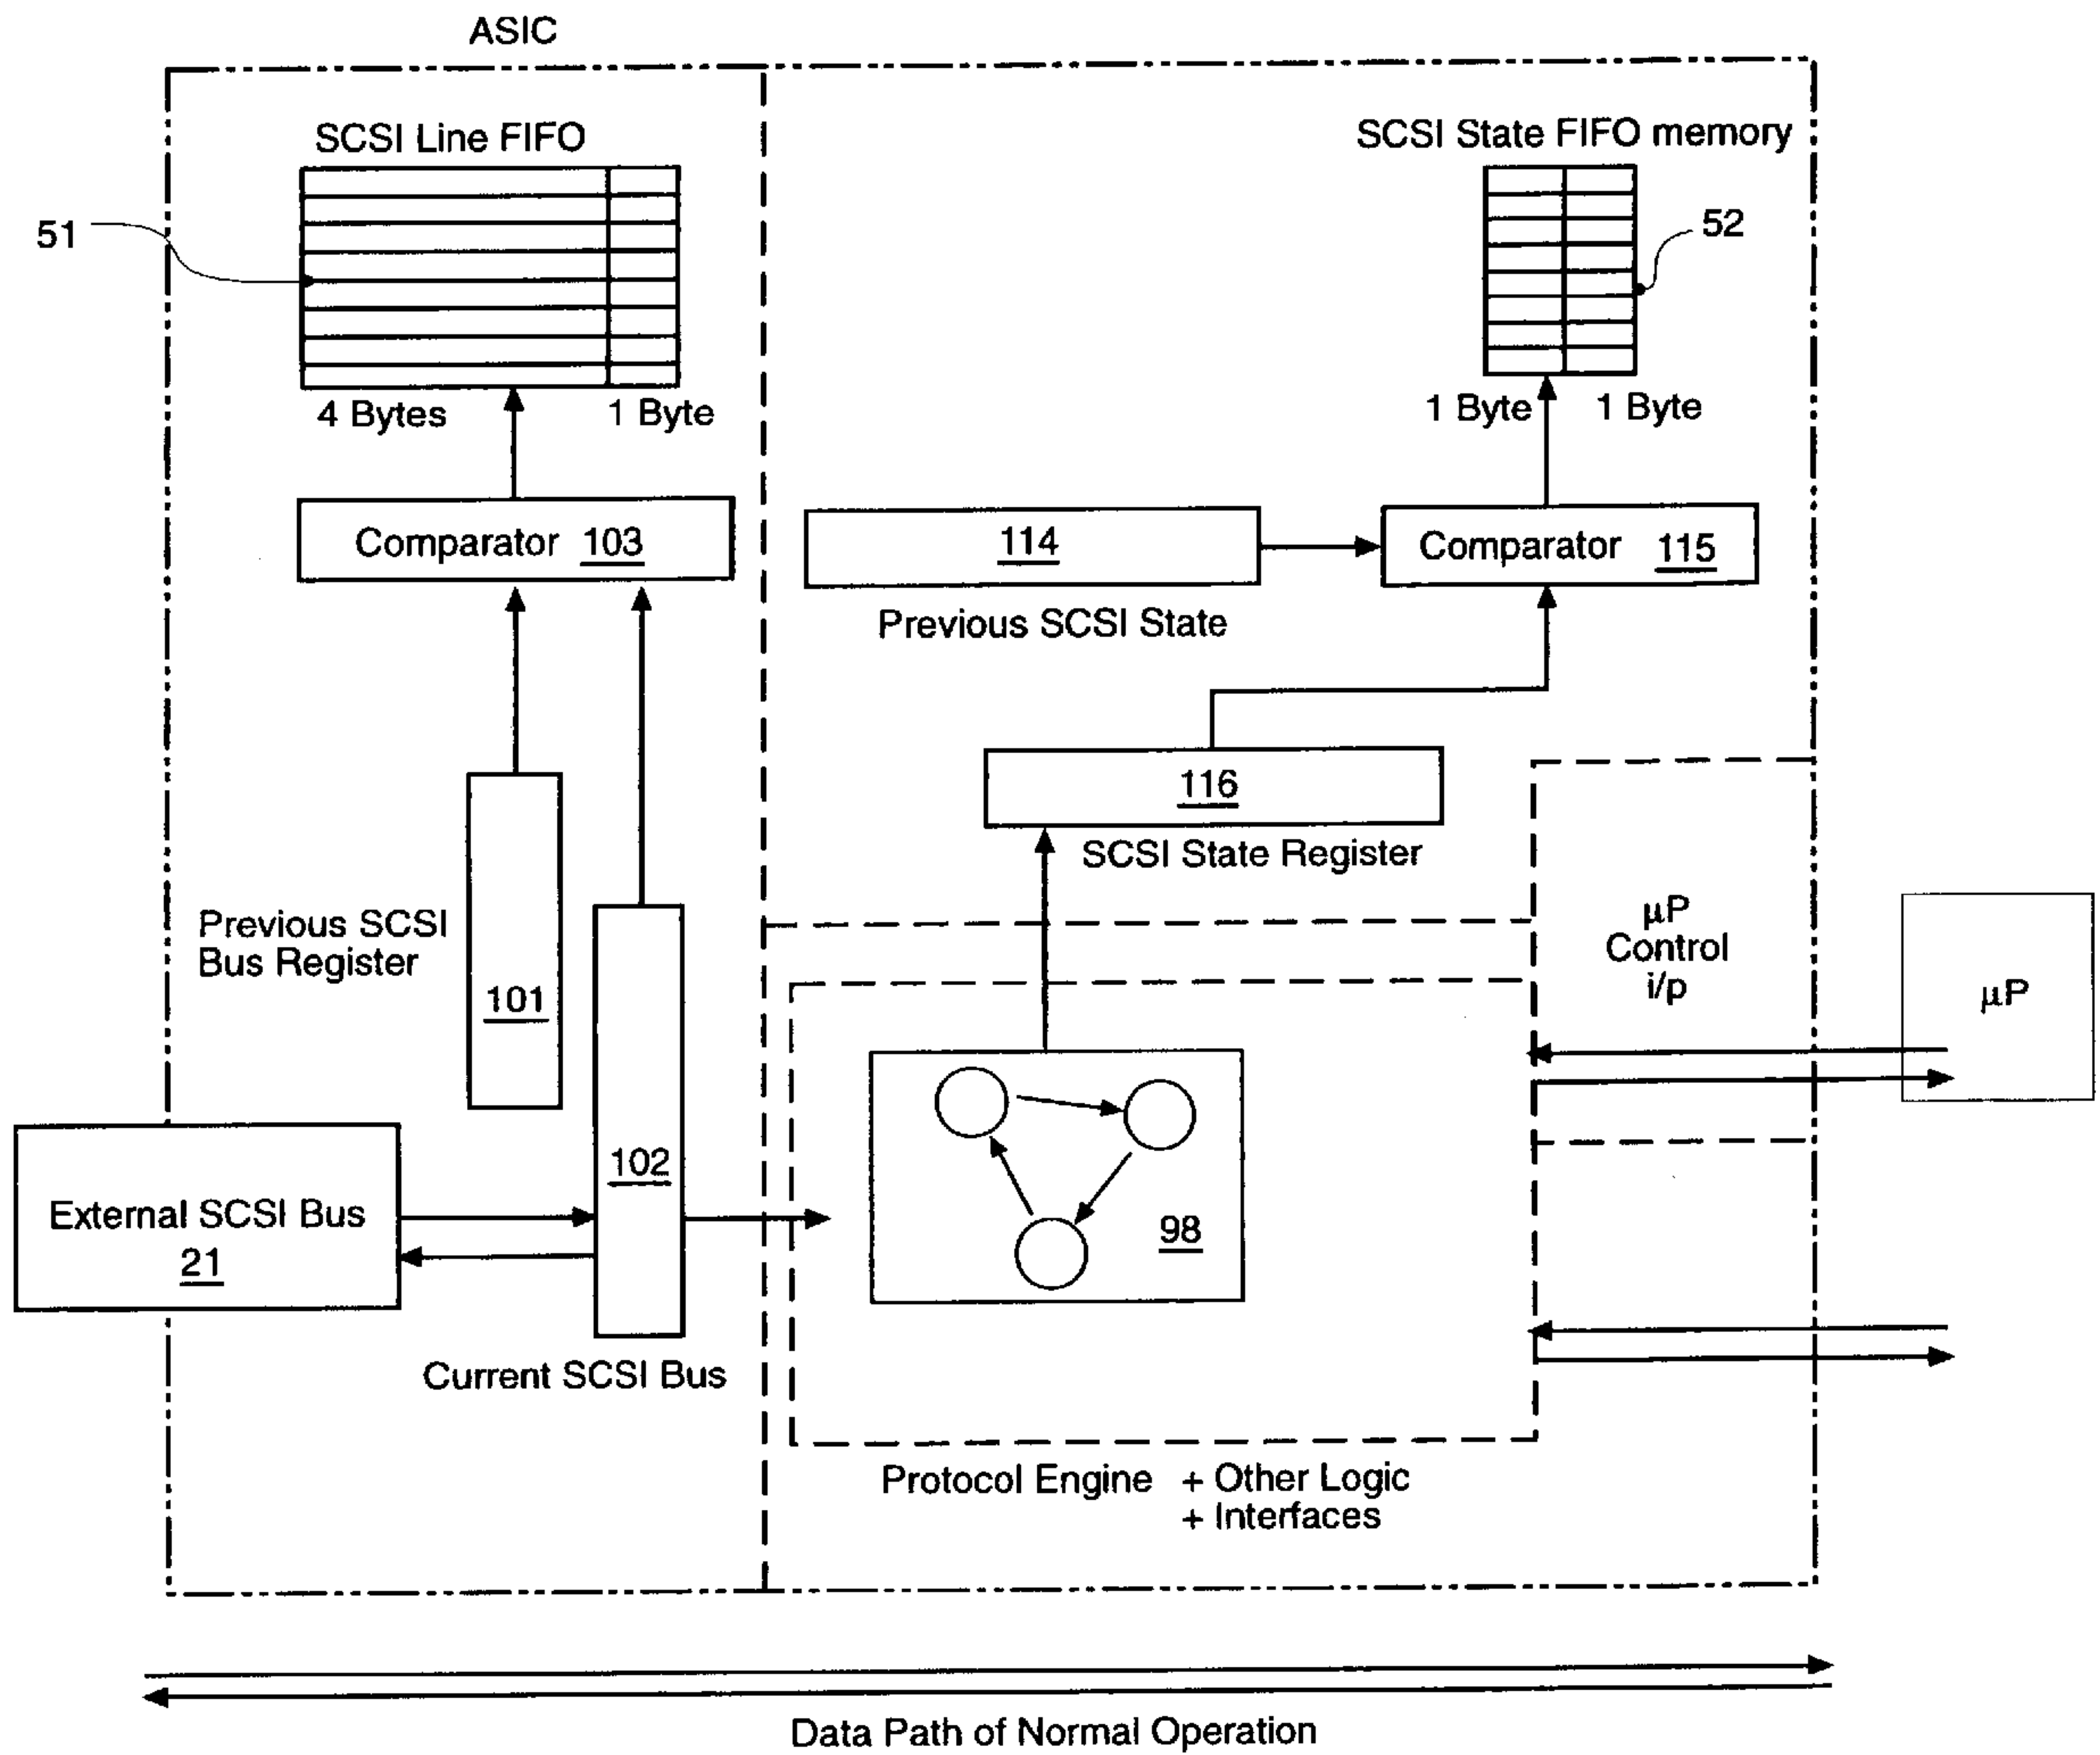 ASIC
SCSI Line FIFO
SCSI State FIFO memory
51
52
4 Bytes
1 Byte
1 Byte
1 Byte
Comparator 103
114
Comparator 115
Previous SCSI State
116
SCSI State Register
Previous SCSI
Bus Register
101
µP
Control
i/p
µP
102
External SCSI Bus
21
98
Current SCSI Bus
Protocol Engine + Other Logic
+ Interfaces
Data Path of Normal Operation